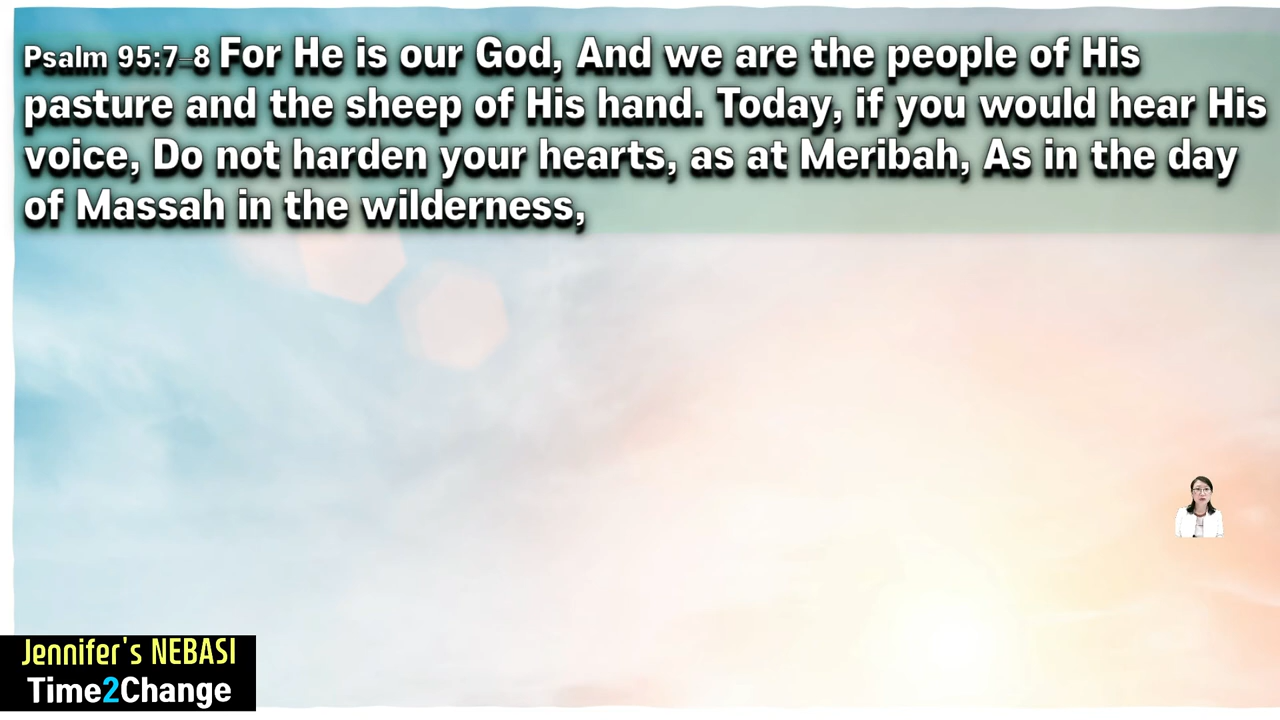 Psalm 95:7–8 For He is our God, And we are the people of His
pasture and the sheep of His hand. Today, if you would hear His
voice, Do not harden your hearts, as at Meribah, As in the day
of Massah in the wilderness,
Jennifer's NEBASI
Time2Change